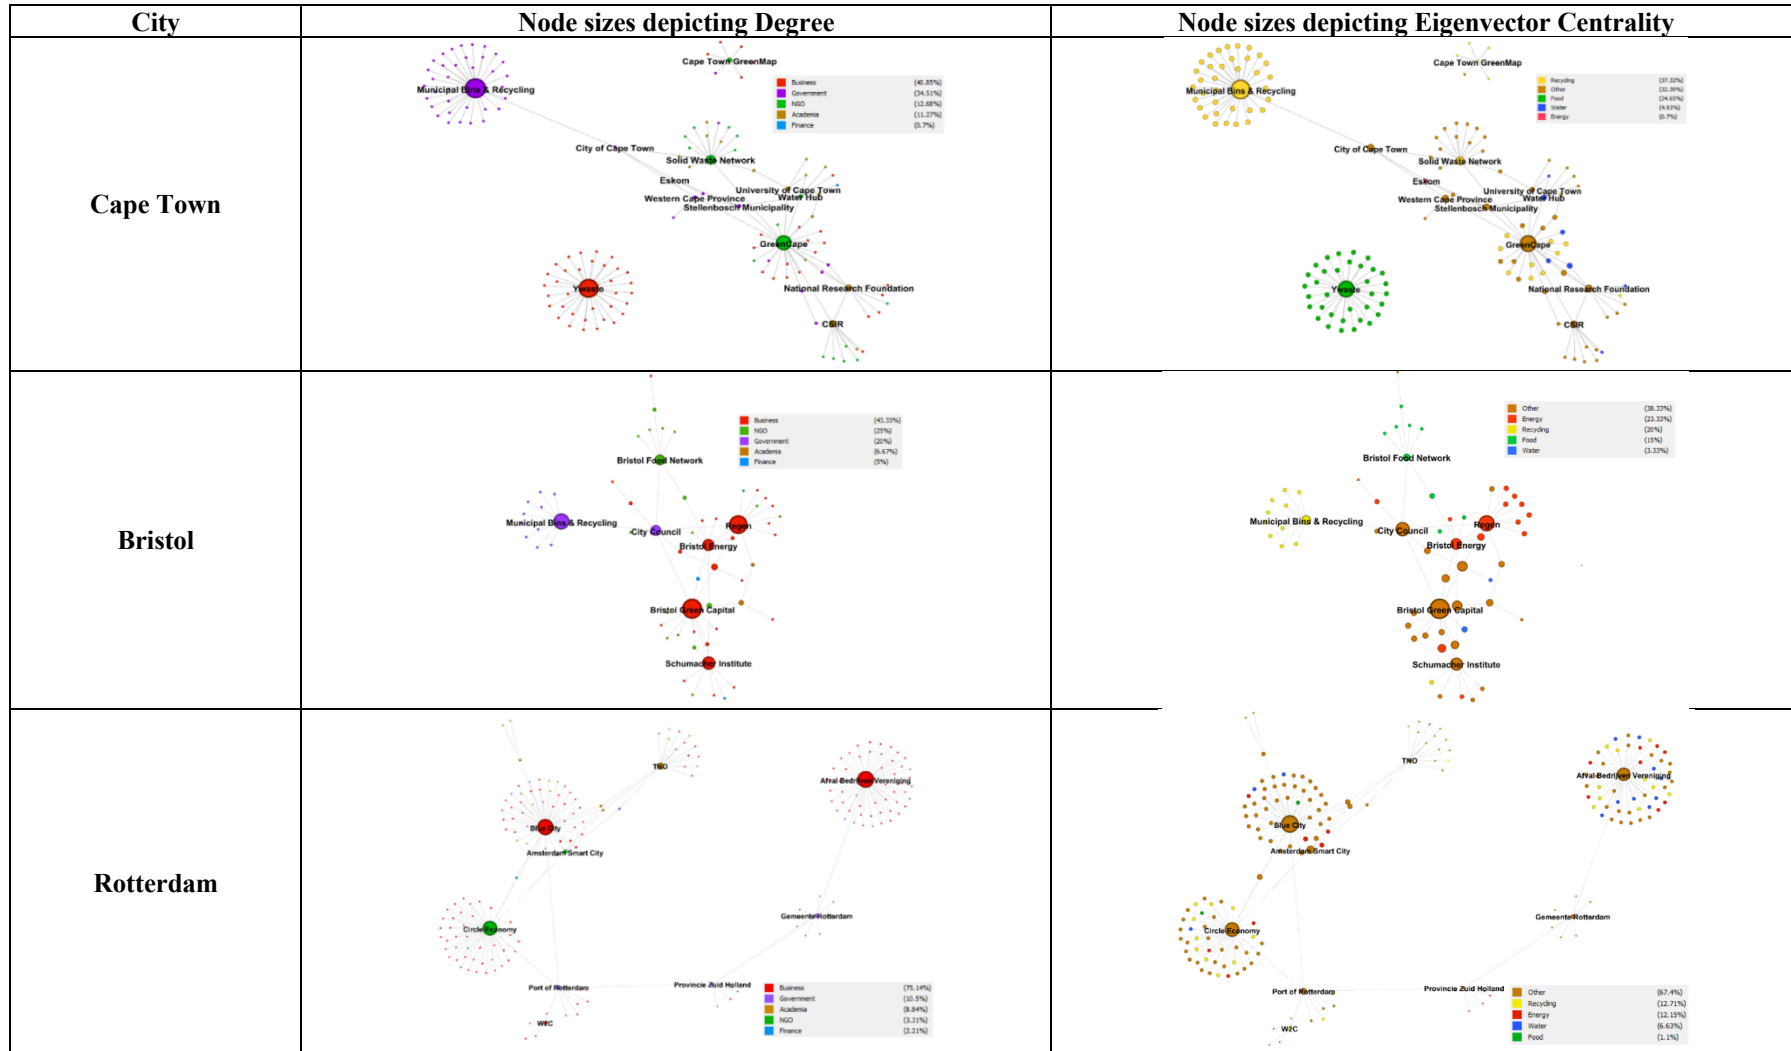 City Node sizes depicting Degree Node sizes depicting Eigenvector Centrality
Cape Town
Cape Town GreenMap
Municipal Bins & Recycling
City of Cape Town
Solid Waste Network
Eskom
University of Cape Town
Western Cape Province
Water Hub
Stellenbosch Municipality
GreenCape
Ywaste
National Research Foundation
CSIR
Business (40.85%)
Government (34.51%)
NGO (12.68%)
Academia (11.27%)
Finance (0.7%)
Cape Town GreenMap
Municipal Bins & Recycling
City of Cape Town
Solid Waste Network
Eskom
University of Cape Town
Western Cape Province
Water Hub
Stellenbosch Municipality
GreenCape
Ywaste
National Research Foundation
CSIR
Recycling (37.32%)
Other (32.39%)
Food (24.65%)
Water (4.93%)
Energy (0.7%)
Bristol
Business (43.33%)
NGO (25%)
Government (20%)
Academia (6.67%)
Finance (5%)
Bristol Food Network
Municipal Bins & Recycling
City Council
Regen
Bristol Energy
Bristol Green Capital
Schumacher Institute
Other (38.33%)
Energy (23.33%)
Recycling (20%)
Food (15%)
Water (3.33%)
Bristol Food Network
Municipal Bins & Recycling
City Council
Regen
Bristol Energy
Bristol Green Capital
Schumacher Institute
Rotterdam
TNO
Afval Bedrijven Vereniging
Blue City
Amsterdam Smart City
Circle Economy
Gemeente Rotterdam
Port of Rotterdam
Provincie Zuid Holland
W2C
Business (75.14%)
Government (10.5%)
Academia (8.84%)
NGO (3.31%)
Finance (2.21%)
TNO
Afval Bedrijven Vereniging
Blue City
Amsterdam Smart City
Circle Economy
Gemeente Rotterdam
Port of Rotterdam
Provincie Zuid Holland
W2C
Other (67.4%)
Recycling (12.71%)
Energy (12.15%)
Water (6.63%)
Food (1.1%)